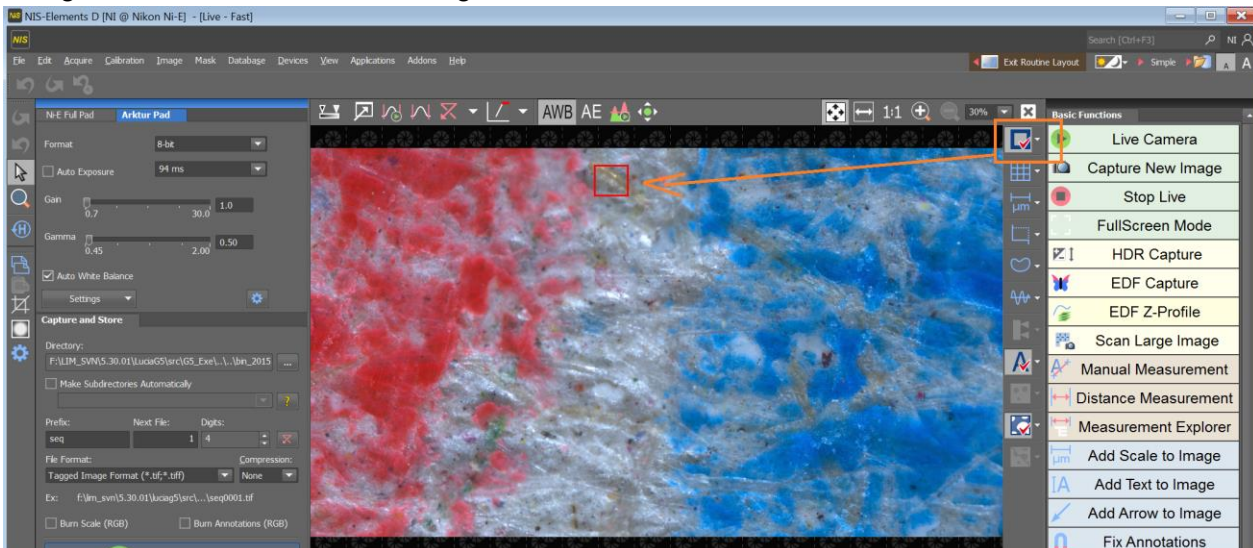 NIS-Elements D [NI @ Nikon Ni-E] - [Live - Fast]
NIS
Search [Ctrl+F3]
NI
File Edit Acquire Calibration Image Mask Database Devices View Applications Addons Help
Exit Routine Layout
Simple
A A
Ni-E Full Pad Arktur Pad
AWB AE
1:1
30%
Basic Functions
Format 8-bit
Auto Exposure 94 ms
Gain 1.0
0.7 30.0
Gamma 0.50
0.45 2.00
Auto White Balance
Settings
Capture and Store
Directory:
F:\LIM_SVN\5.30.01\LuciaG5\src\G5_Exe\..\..\bin_2015 ...
Make Subdirectories Automatically
?
Prefix: Next File: Digits:
seq 1 4
File Format: Compression:
Tagged Image Format (*.tif;*.tiff) None
Ex: f:\lim_svn\5.30.01\luciag5\src\...\seq0001.tif
Burn Scale (RGB) Burn Annotations (RGB)
μm
Live Camera
Capture New Image
Stop Live
FullScreen Mode
HDR Capture
EDF Capture
EDF Z-Profile
Scan Large Image
Manual Measurement
Distance Measurement
Measurement Explorer
μm Add Scale to Image
Add Text to Image
Add Arrow to Image
Fix Annotations